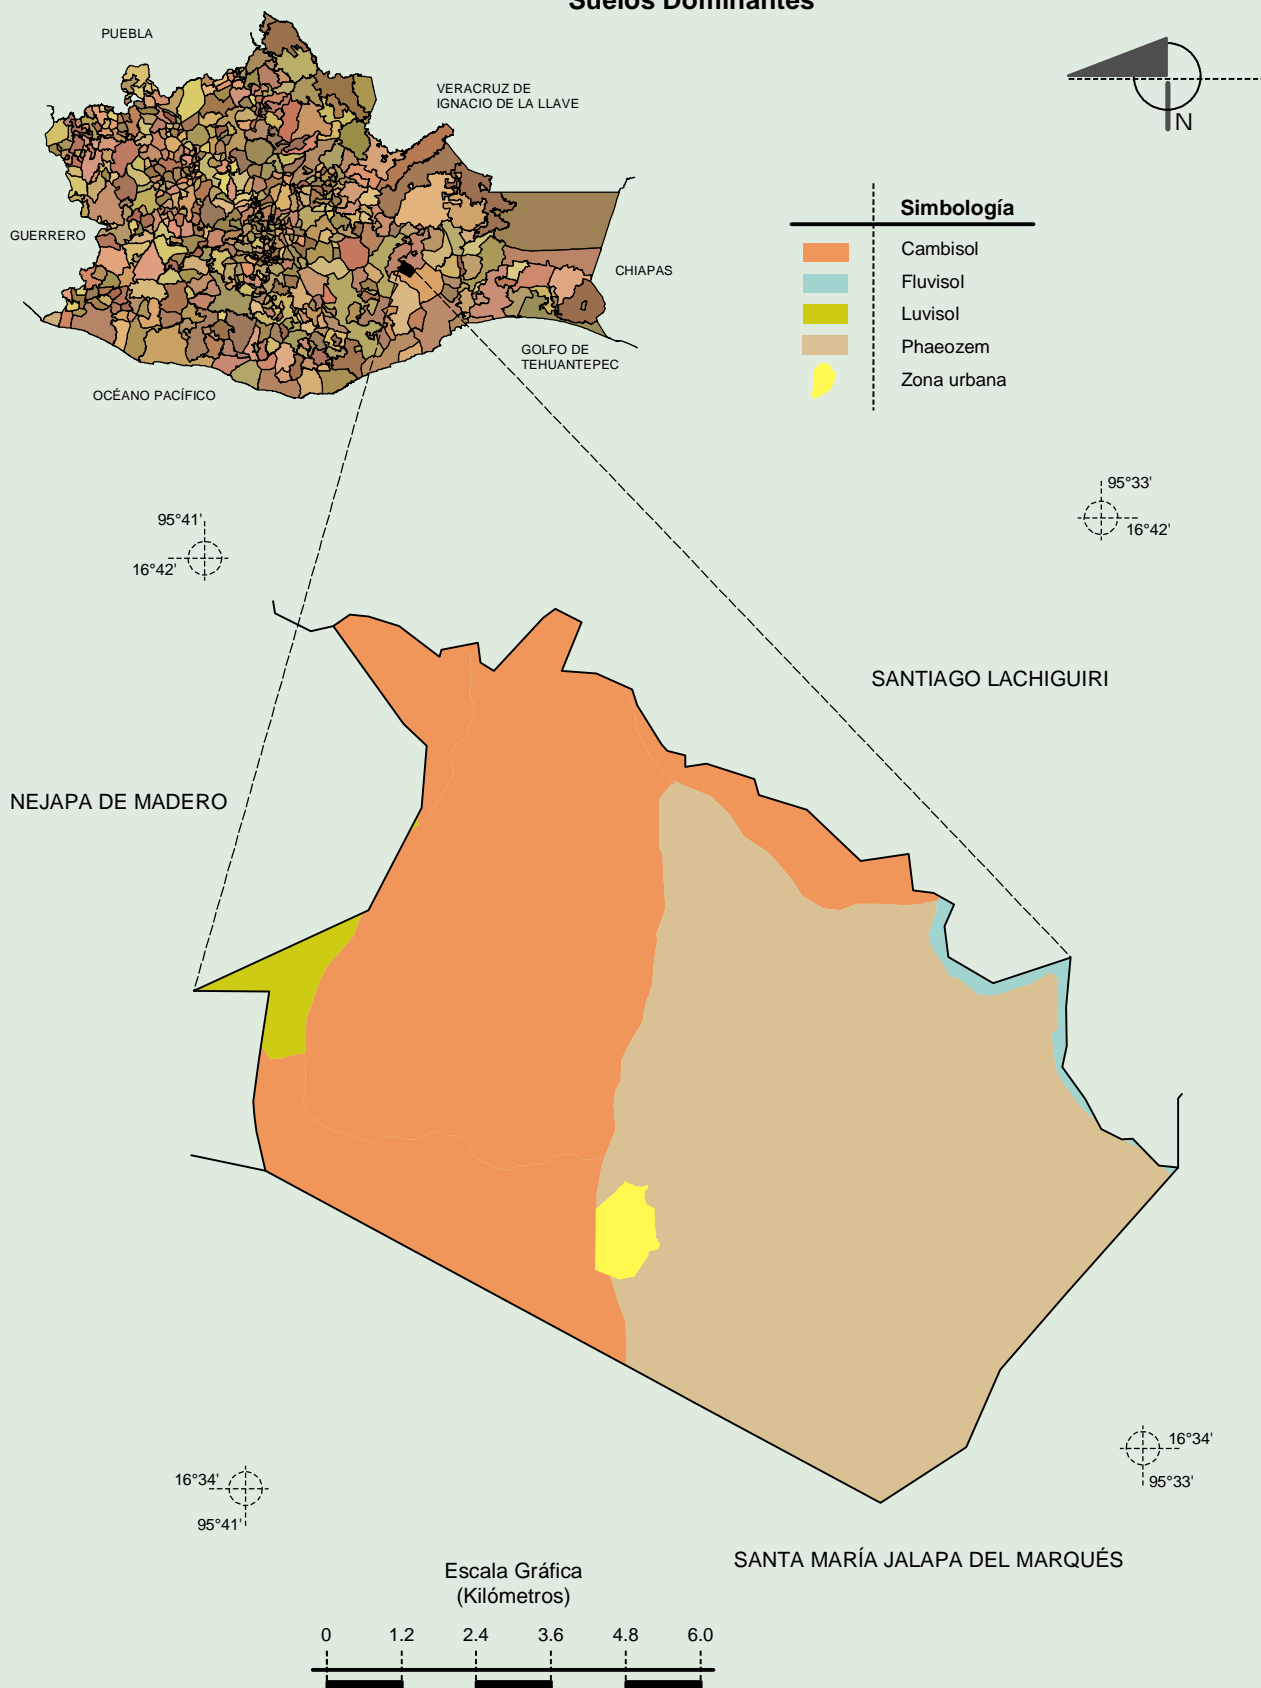 Suelos Dominantes
PUEBLA
VERACRUZ DE
IGNACIO DE LA LLAVE
N
Simbología
Cambisol
Fluvisol
Luvisol
Phaeozem
Zona urbana
GUERRERO
CHIAPAS
GOLFO DE
TEHUANTEPEC
OCÉANO PACÍFICO
95°33'
16°42'
95°41'
16°42'
SANTIAGO LACHIGUIRI
NEJAPA DE MADERO
16°34'
95°33'
16°34'
95°41'
SANTA MARÍA JALAPA DEL MARQUÉS
Escala Gráfica
(Kilómetros)
0 1.2 2.4 3.6 4.8 6.0